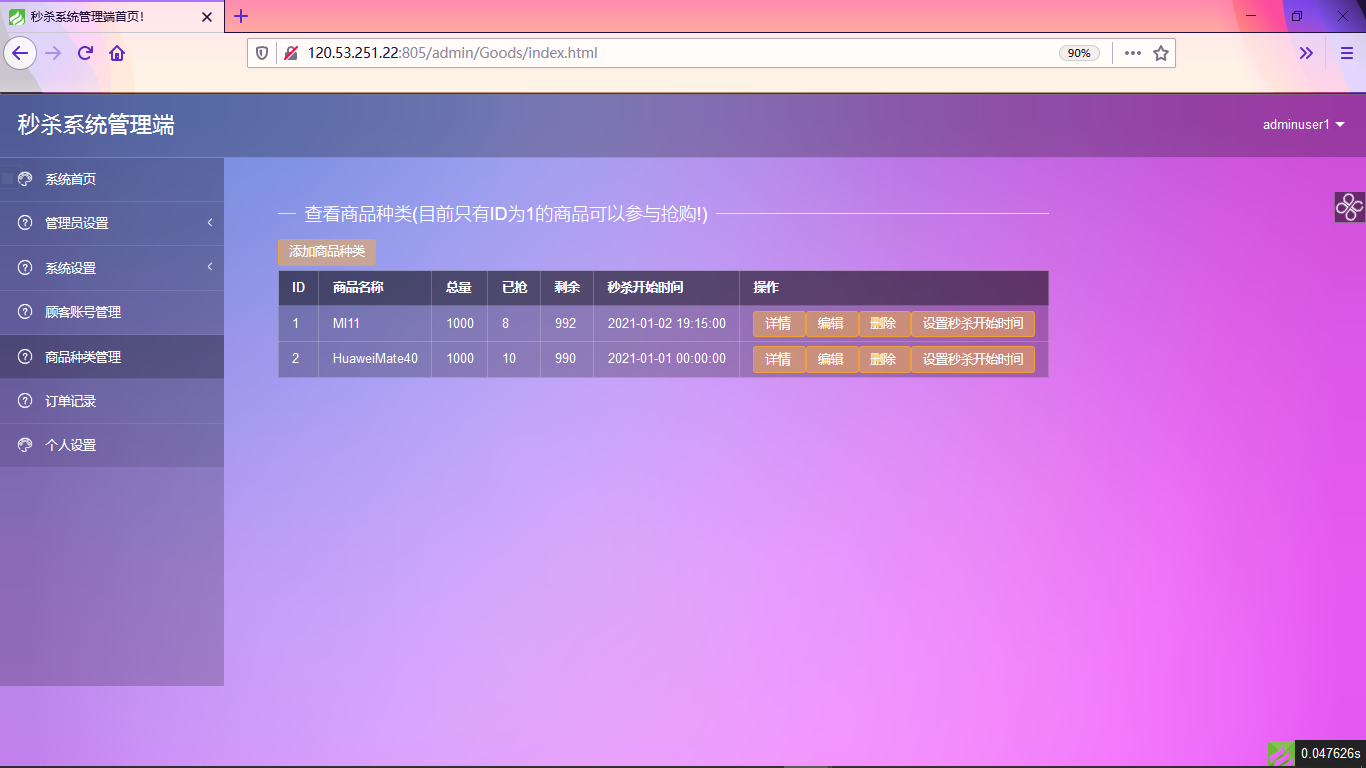 秒杀系统管理端首页!
120.53.251.22:805/admin/Goods/index.html
90%
秒杀系统管理端
adminuser1
系统首页
管理员设置
系统设置
顾客账号管理
商品种类管理
订单记录
个人设置
查看商品种类(目前只有ID为1的商品可以参与抢购!)
添加商品种类
ID 商品名称 总量 已抢 剩余 秒杀开始时间 操作
1 MI11 1000 8 992 2021-01-02 19:15:00 详情 编辑 删除 设置秒杀开始时间
2 HuaweiMate40 1000 10 990 2021-01-01 00:00:00 详情 编辑 删除 设置秒杀开始时间
0.047626s